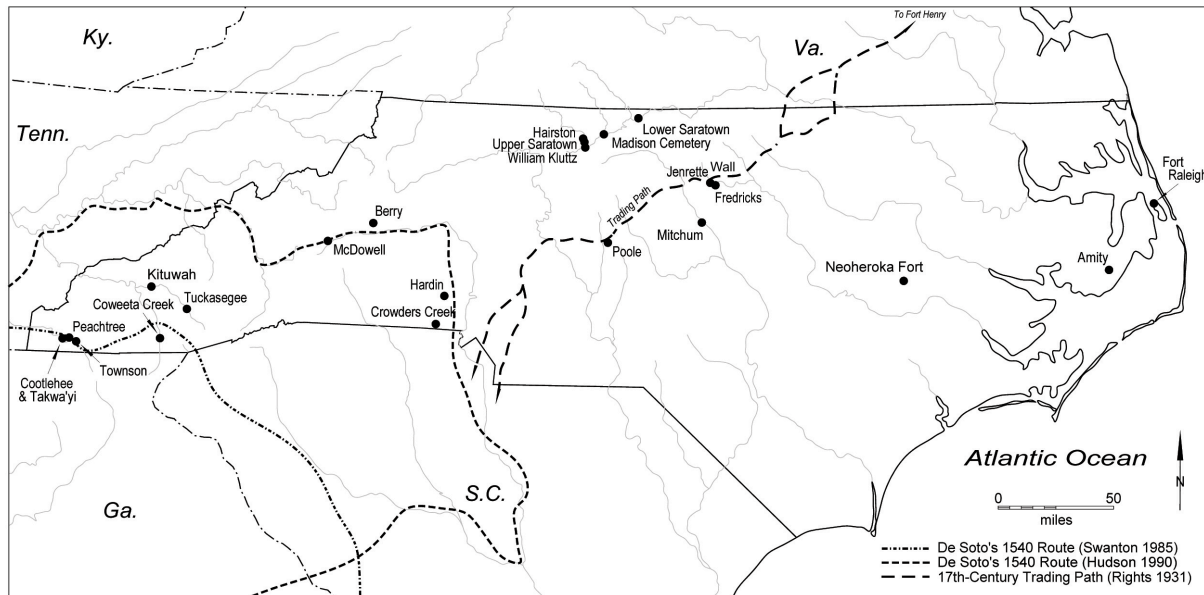 To Fort Henry
Ky.
Va.
Tenn.
Lower Saratown
Hairston
Madison Cemetery
Upper Saratown
William Kluttz
Jenrette
Wall
Fredricks
Fort
Raleigh
Trading Path
Berry
Mitchum
McDowell
Poole
Amity
Neoheroka Fort
Kituwah
Hardin
Coweeta Creek
Tuckasegee
Crowders Creek
Peachtree
Townson
Cootlehee
& Takwa'yi
Atlantic Ocean
N
S.C.
0
50
miles
Ga.
De Soto's 1540 Route (Swanton 1985)
De Soto's 1540 Route (Hudson 1990)
17th-Century Trading Path (Rights 1931)